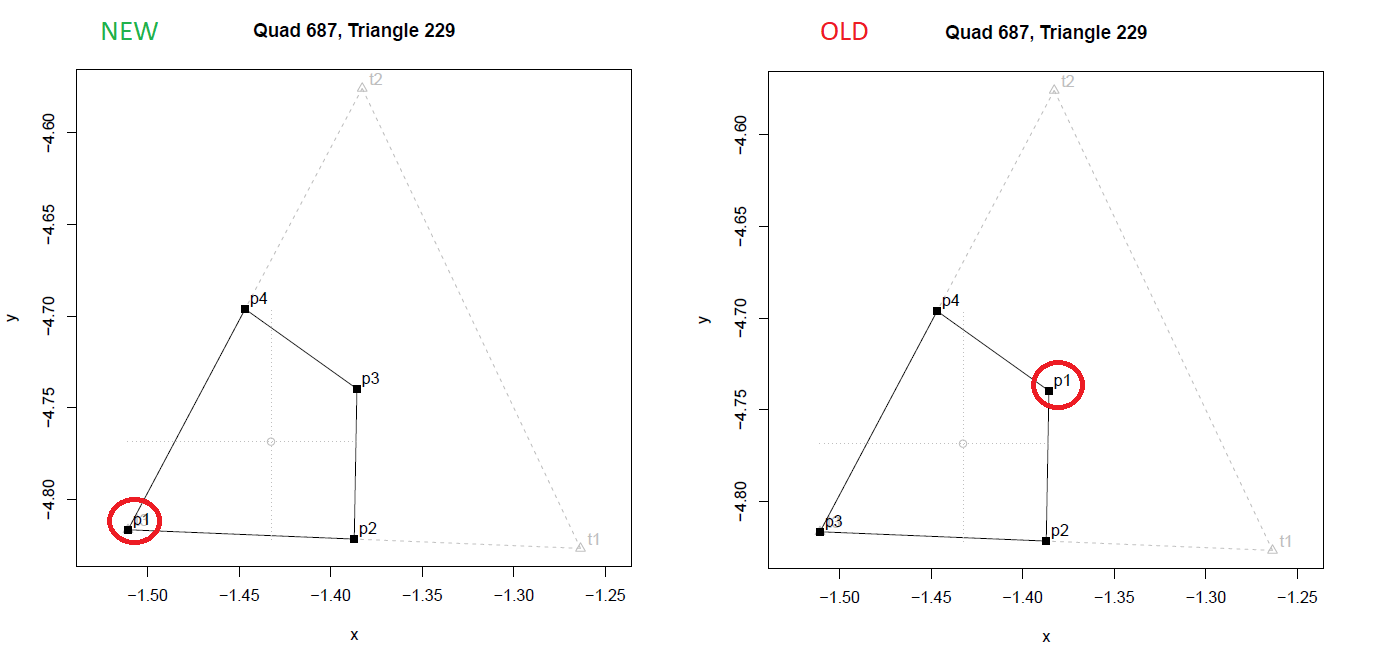 NEW
Quad 687, Triangle 229
t2
−4.60
−4.65
p4
−4.70
y
p3
−4.75
−4.80
p1
p2
t1
−1.50
−1.45
−1.40
−1.35
−1.30
−1.25
x
OLD
Quad 687, Triangle 229
t2
−4.60
−4.65
p4
−4.70
y
p1
−4.75
−4.80
p3
p2
t1
−1.50
−1.45
−1.40
−1.35
−1.30
−1.25
x